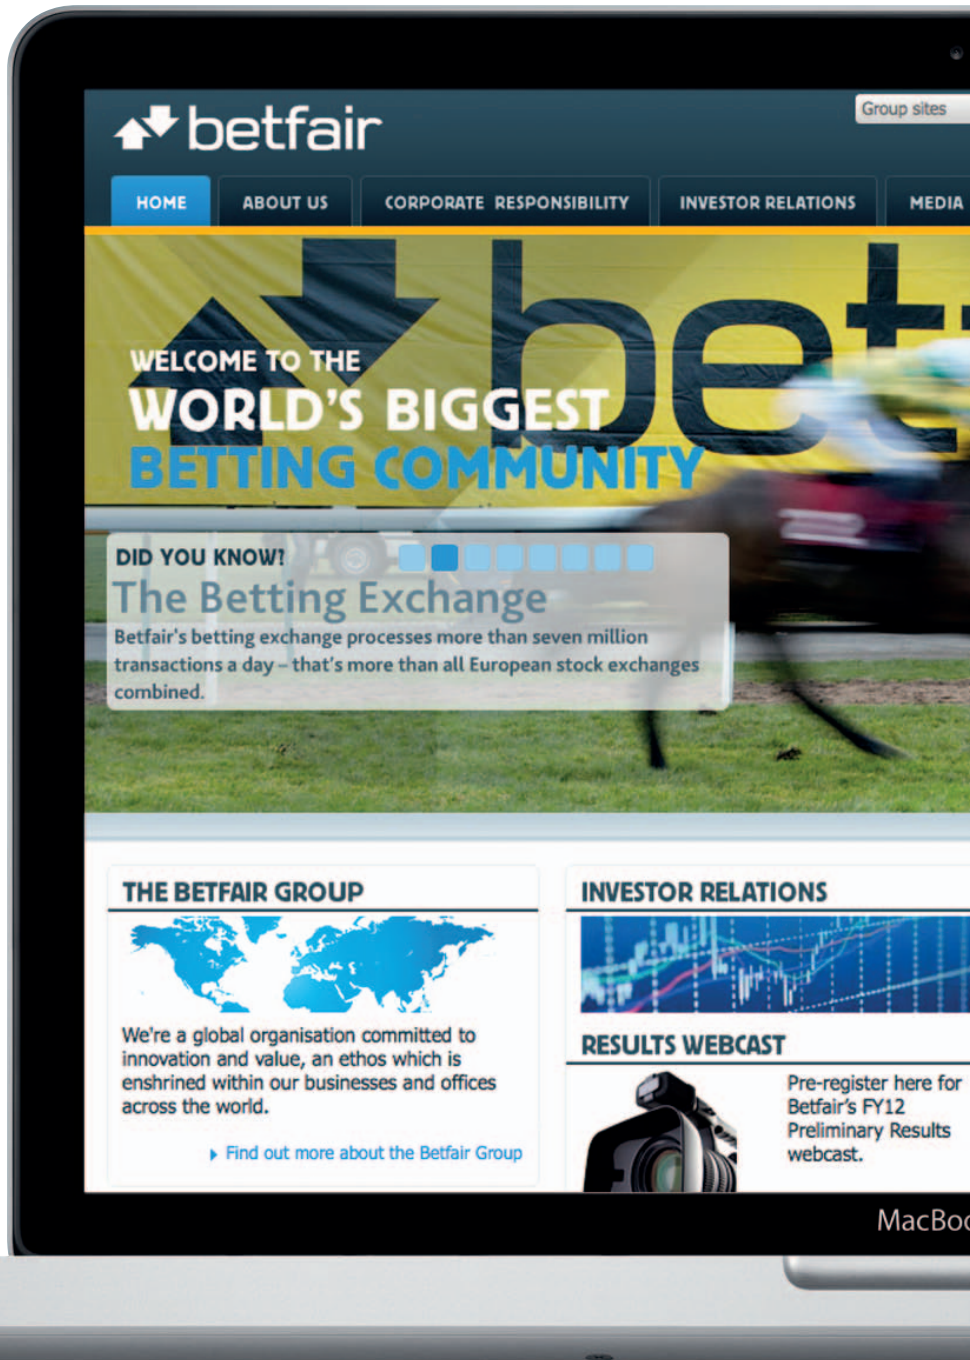 betfair
Group sites
HOME ABOUT US CORPORATE RESPONSIBILITY INVESTOR RELATIONS MEDIA
WELCOME TO THE
WORLD'S BIGGEST
BETTING COMMUNITY
DID YOU KNOW?
The Betting Exchange
Betfair's betting exchange processes more than seven million
transactions a day – that's more than all European stock exchanges
combined.
THE BETFAIR GROUP
We're a global organisation committed to
innovation and value, an ethos which is
enshrined within our businesses and offices
across the world.
Find out more about the Betfair Group
INVESTOR RELATIONS
RESULTS WEBCAST
Pre-register here for
Betfair's FY12
Preliminary Results
webcast.